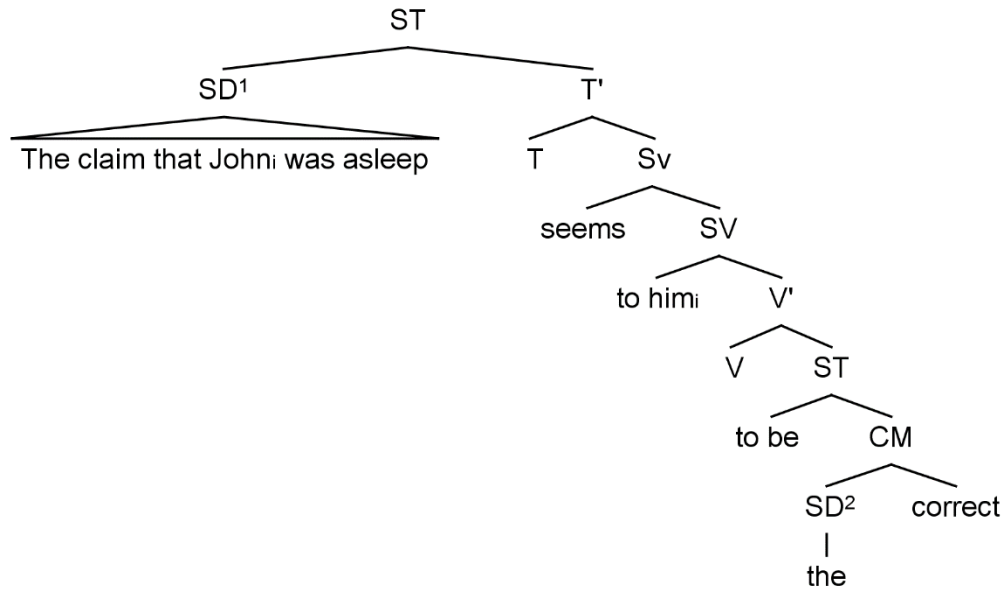 ST
SD¹ T'
The claim that Johnᵢ was asleep T Sv
seems SV
to himᵢ V'
V ST
to be CM
SD² correct
the